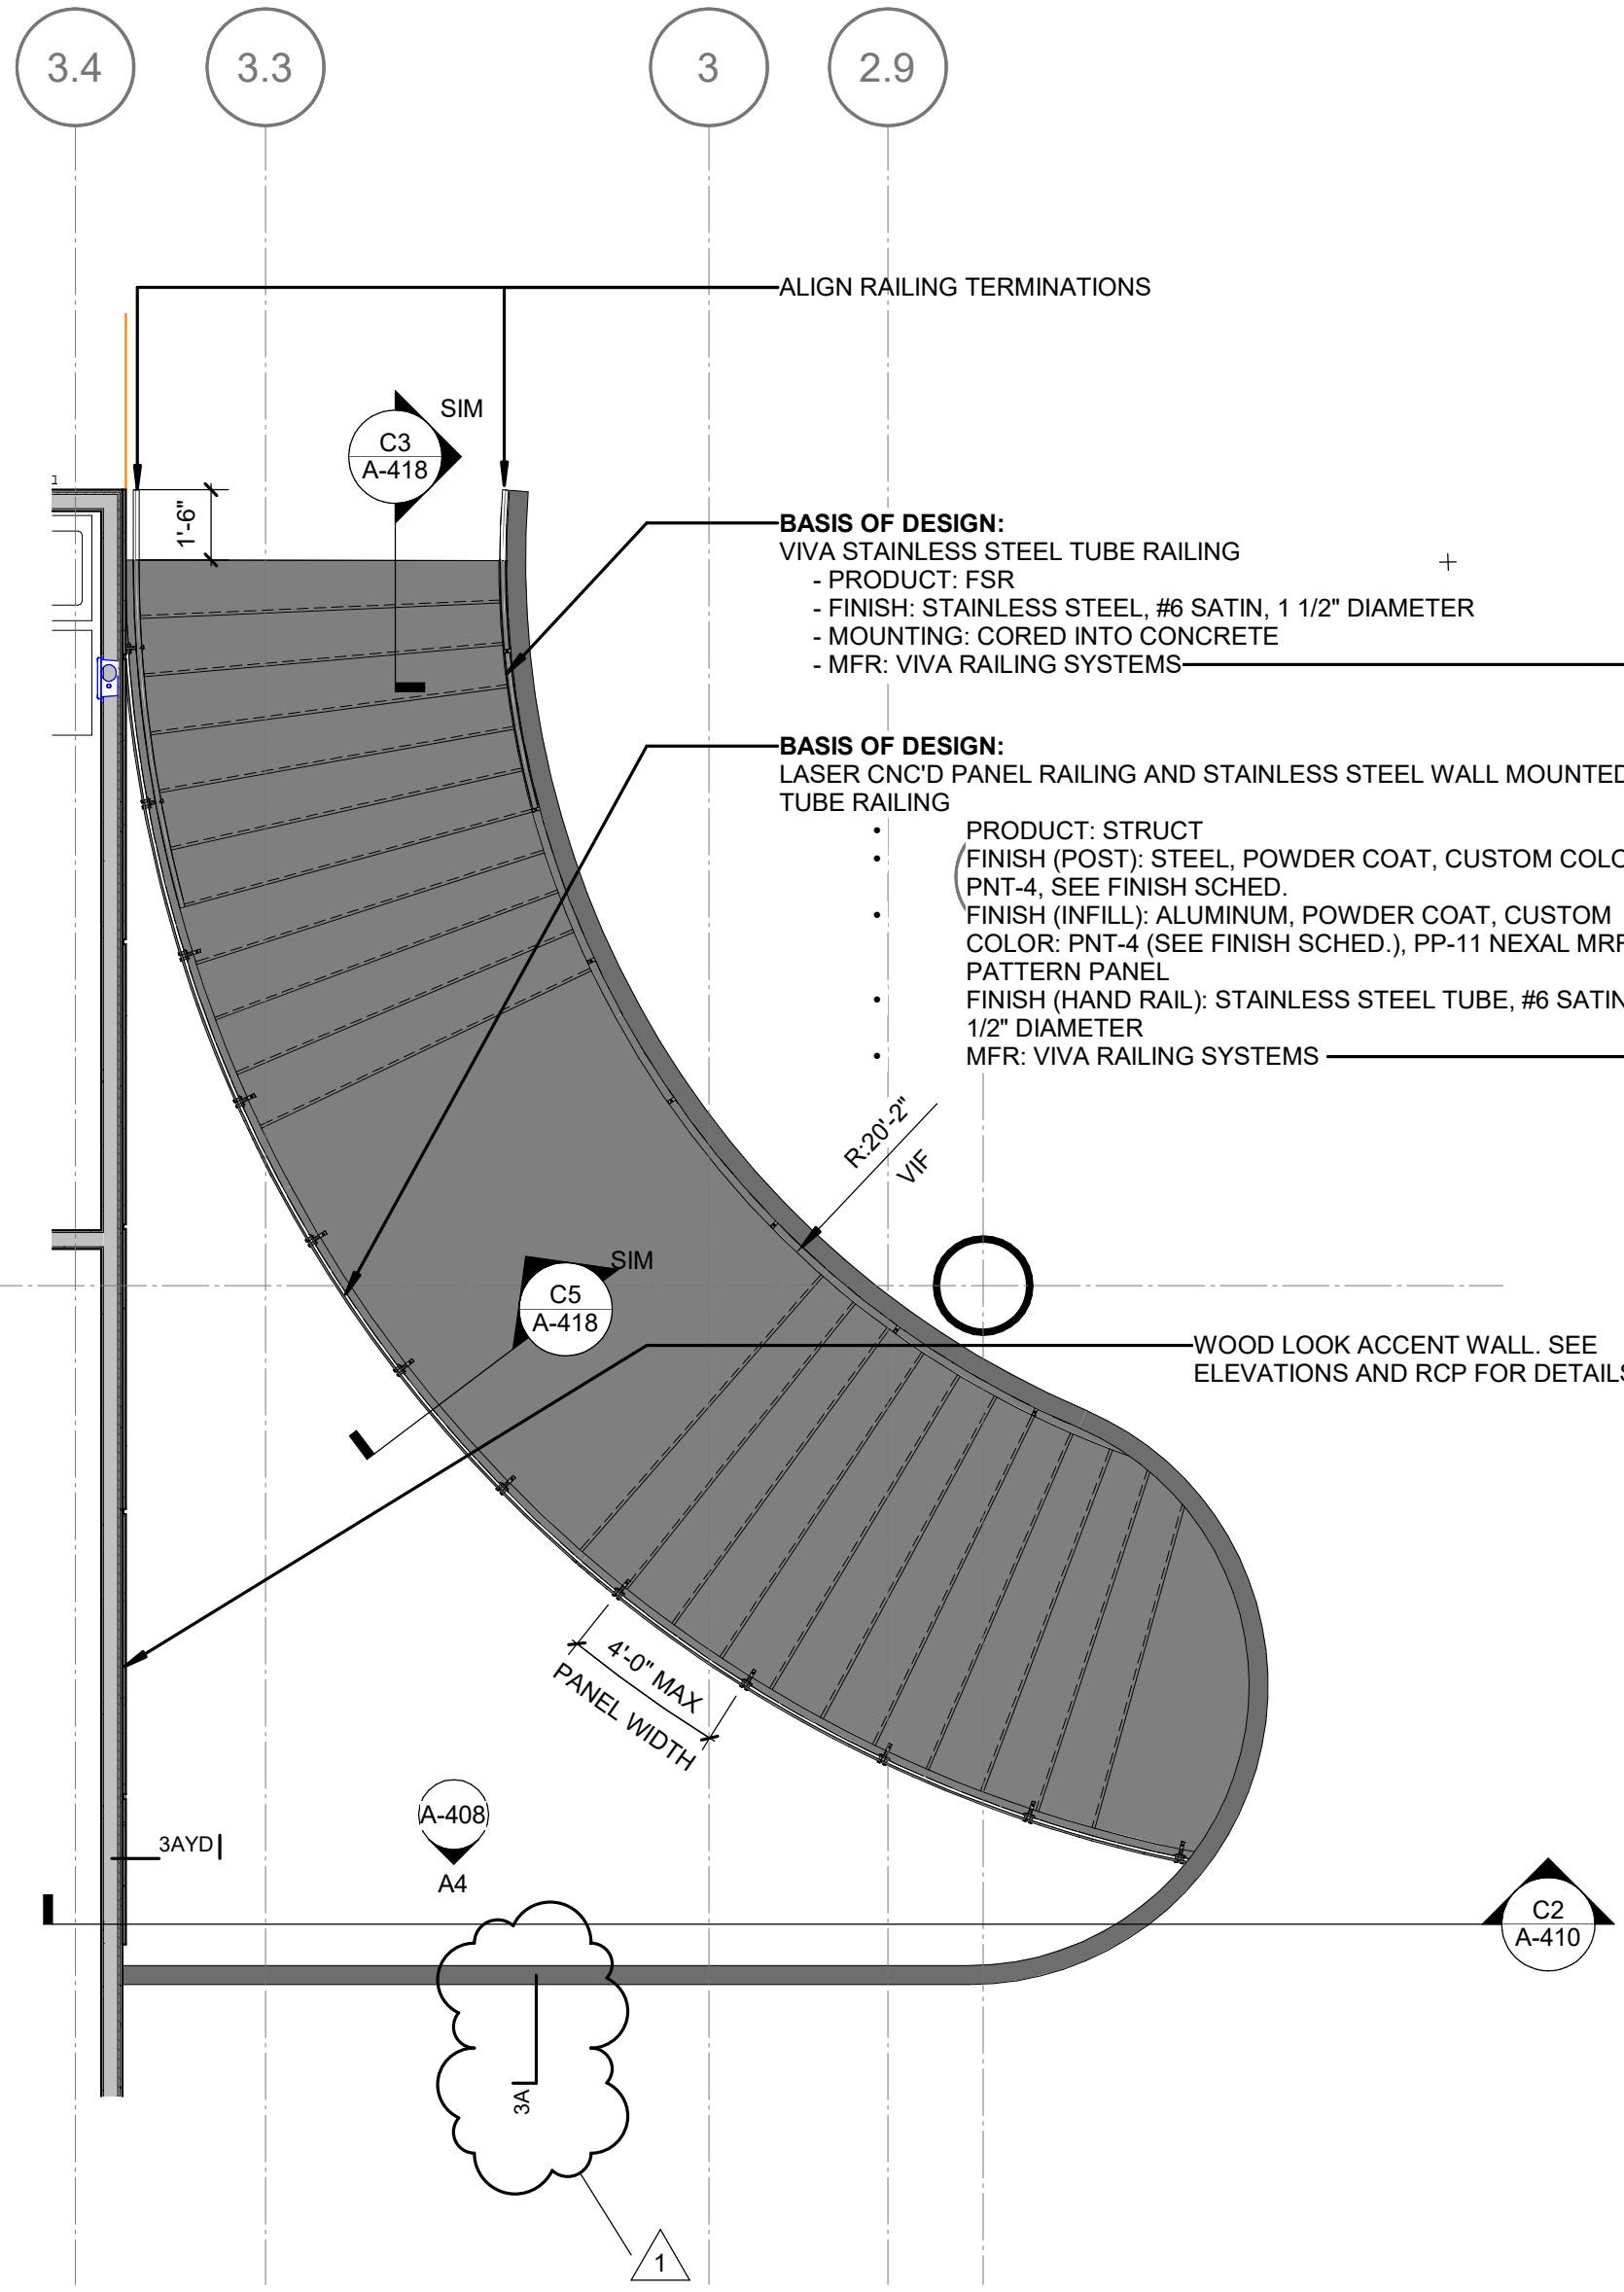 3.4
3.3
3
2.9
ALIGN RAILING TERMINATIONS
SIM
C3
A-418
1'-6"
BASIS OF DESIGN:
VIVA STAINLESS STEEL TUBE RAILING
- PRODUCT: FSR
- FINISH: STAINLESS STEEL, #6 SATIN, 1 1/2" DIAMETER
- MOUNTING: CORED INTO CONCRETE
- MFR: VIVA RAILING SYSTEMS
BASIS OF DESIGN:
LASER CNC'D PANEL RAILING AND STAINLESS STEEL WALL MOUNTED
TUBE RAILING
• PRODUCT: STRUCT
• FINISH (POST): STEEL, POWDER COAT, CUSTOM
PNT-4, SEE FINISH SCHED.
• FINISH (INFILL): ALUMINUM, POWDER COAT, CUSTOM
COLOR: PNT-4 (SEE FINISH SCHED.), PP-11 NEXAL
PATTERN PANEL
• FINISH (HAND RAIL): STAINLESS STEEL TUBE, #6 SATIN
1/2" DIAMETER
• MFR: VIVA RAILING SYSTEMS
R:20'-2"
VIF
SIM
C5
A-418
WOOD LOOK ACCENT WALL. SEE
ELEVATIONS AND RCP FOR
4'-0" MAX
PANEL WIDTH
A-408
A4
3AYD
C2
A-410
3A
1